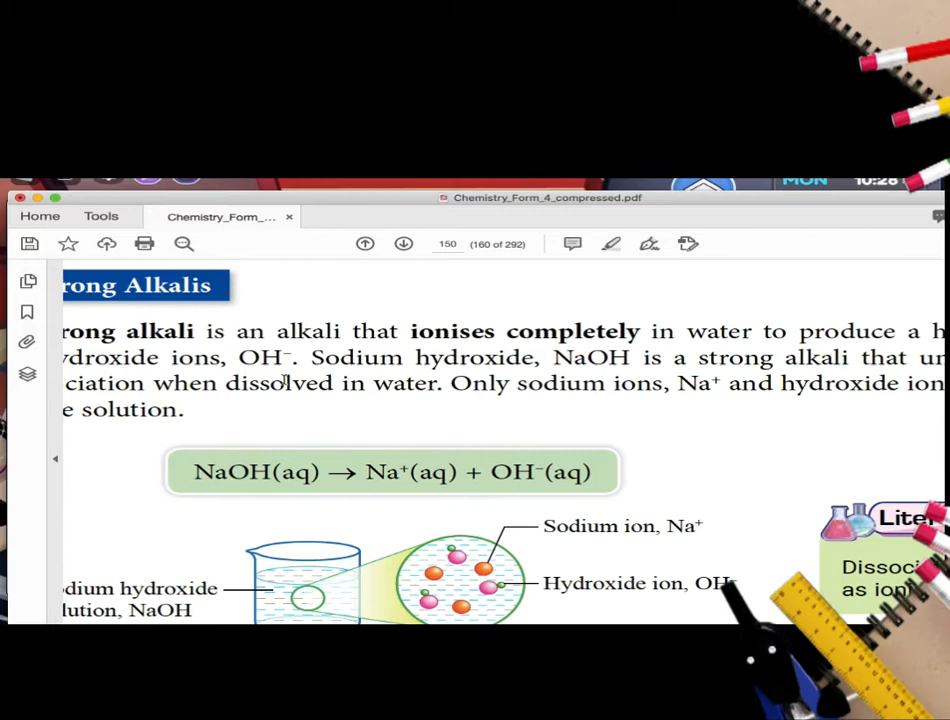 MON 10:28
Chemistry_Form_4_compressed.pdf
Home Tools Chemistry_Form_... ×
150 (160 of 292)
rong Alkalis
rong alkali is an alkali that ionises completely in water to produce a h
ydroxide ions, OH⁻. Sodium hydroxide, NaOH is a strong alkali that un
ciation when dissolved in water. Only sodium ions, Na⁺ and hydroxide ion
e solution.
NaOH(aq) → Na⁺(aq) + OH⁻(aq)
Sodium ion, Na⁺
Liter
Hydroxide ion, OH⁻
Dissoci
as ion
odium hydroxide
lution, NaOH